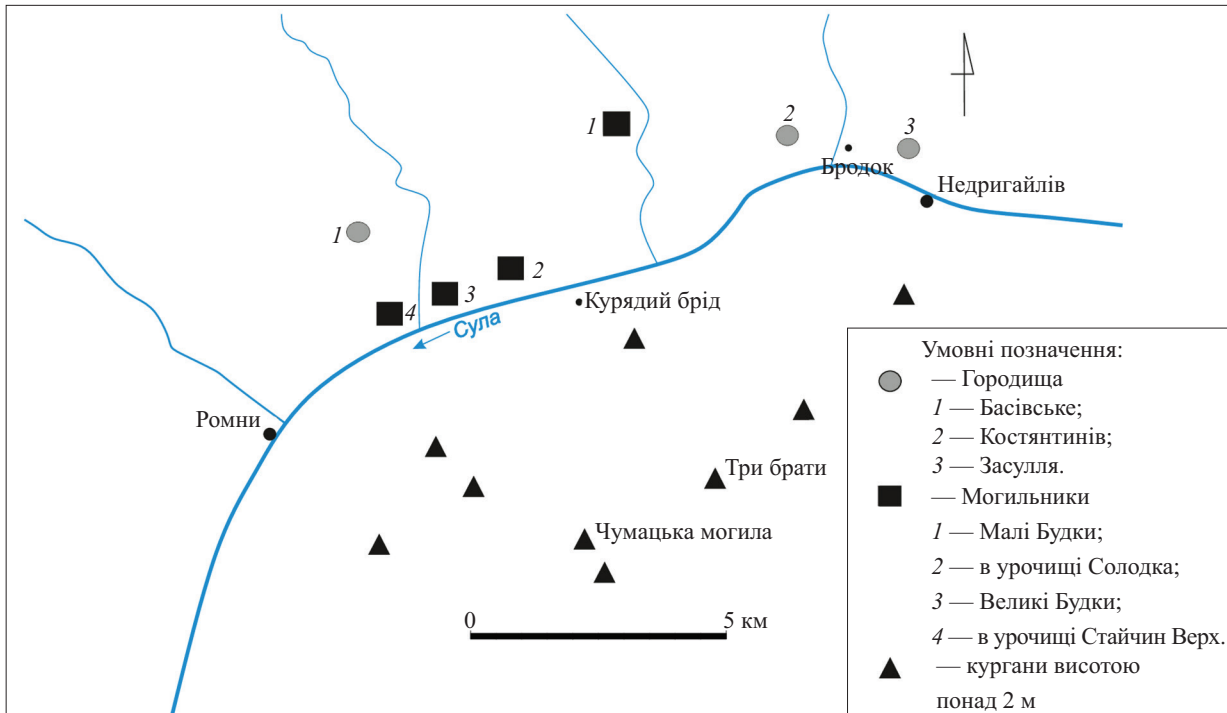 1
2
3
Бродок
Недригайлів
1
2
3
4
Курядий брід
Сула
Ромни
Три брати
Чумацька могила
0
5 км
Умовні позначення:
— Городища
1 — Басівське;
2 — Костянтинів;
3 — Засулля.
— Могильники
1 — Малі Будки;
2 — в урочищі Солодка;
3 — Великі Будки;
4 — в урочищі Стайчин Верх.
— кургани висотою
понад 2 м